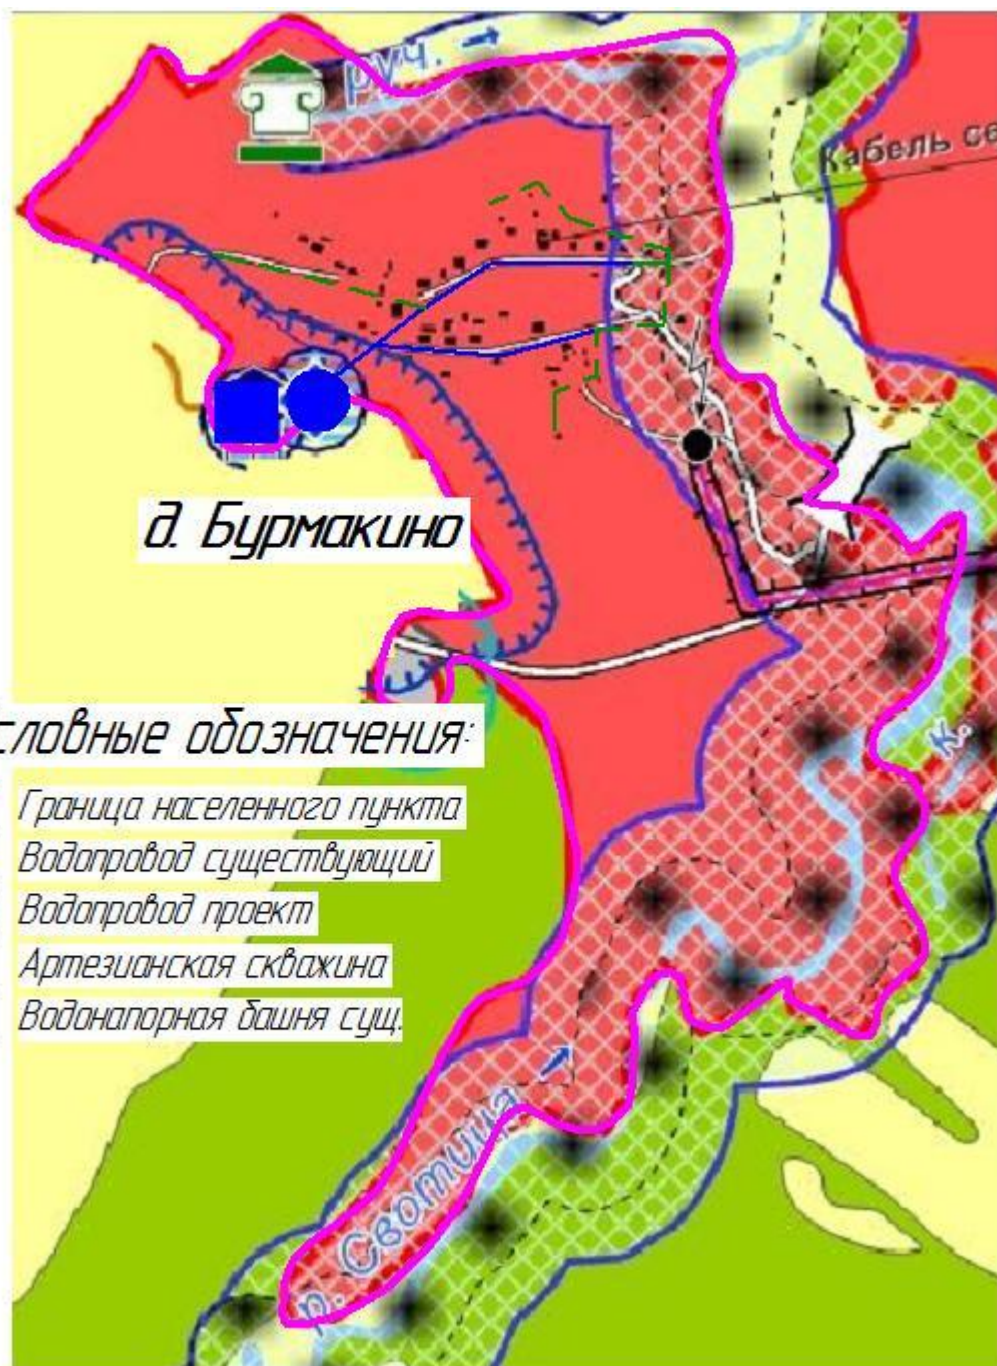 руч.
Кабель се
д. Бурмакино
словные обозначения:
Граница населенного пункта
Водопровод существующий
Водопровод проект
Артезианская скважина
Водонапорная башня сущ.
к.
р. Свотица